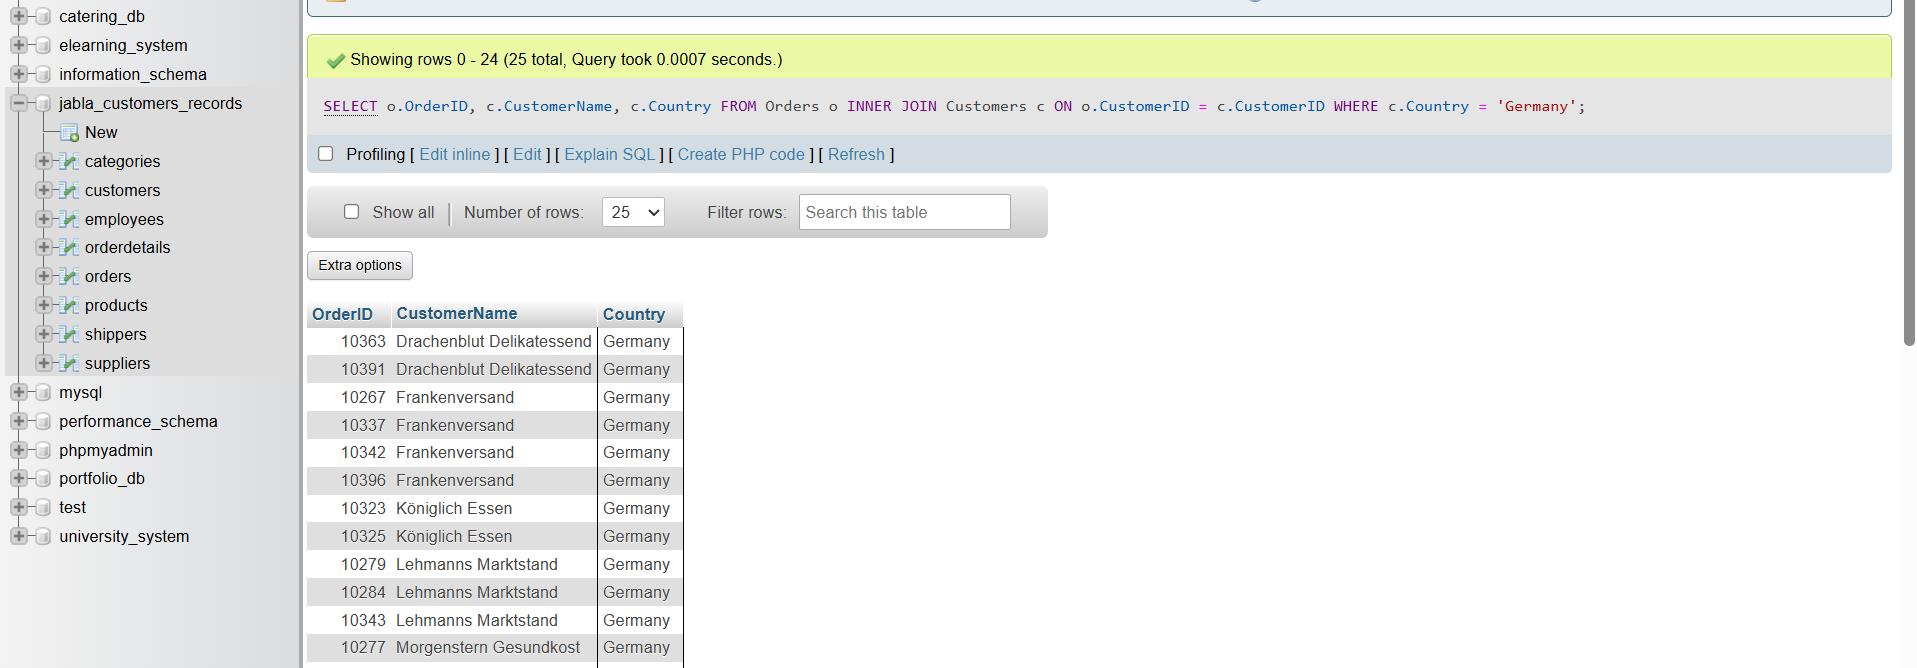 catering_db
elearning_system
information_schema
jabla_customers_records
New
categories
customers
employees
orderdetails
orders
products
shippers
suppliers
mysql
performance_schema
phpmyadmin
portfolio_db
test
university_system
Showing rows 0 - 24 (25 total, Query took 0.0007 seconds.)
SELECT o.OrderID, c.CustomerName, c.Country FROM Orders o INNER JOIN Customers c ON o.CustomerID = c.CustomerID WHERE c.Country = 'Germany';
Profiling [ Edit inline ] [ Edit ] [ Explain SQL ] [ Create PHP code ] [ Refresh ]
Show all | Number of rows: 25 Filter rows: Search this table
Extra options
OrderID CustomerName Country
10363 Drachenblut Delikatessend Germany
10391 Drachenblut Delikatessend Germany
10267 Frankenversand Germany
10337 Frankenversand Germany
10342 Frankenversand Germany
10396 Frankenversand Germany
10323 Königlich Essen Germany
10325 Königlich Essen Germany
10279 Lehmanns Marktstand Germany
10284 Lehmanns Marktstand Germany
10343 Lehmanns Marktstand Germany
10277 Morgenstern Gesundkost Germany